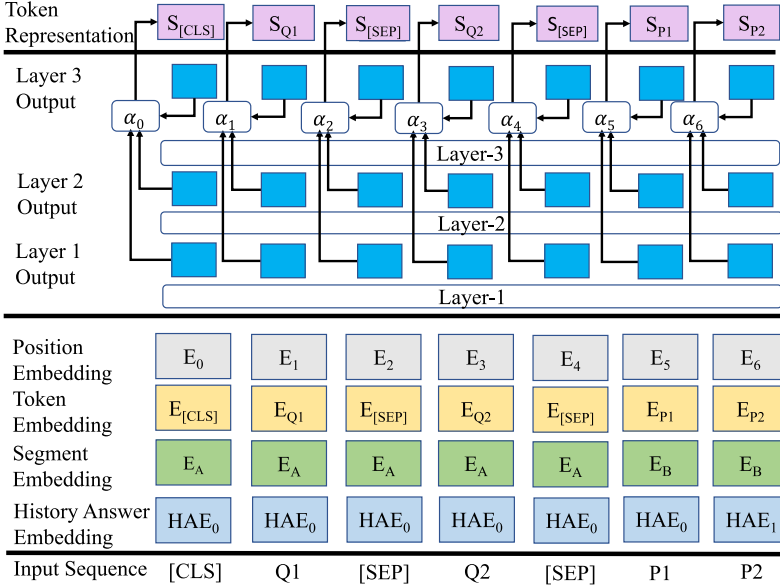 Token Representation S[CLS] SQ1 S[SEP] SQ2 S[SEP] SP1 SP2
Layer 3 Output
α0 α1 α2 α3 α4 α5 α6
Layer-3
Layer 2 Output
Layer-2
Layer 1 Output
Layer-1
Position Embedding E0 E1 E2 E3 E4 E5 E6
Token Embedding E[CLS] EQ1 E[SEP] EQ2 E[SEP] EP1 EP2
Segment Embedding EA EA EA EA EA EB EB
History Answer Embedding HAE0 HAE0 HAE0 HAE0 HAE0 HAE0 HAE1
Input Sequence [CLS] Q1 [SEP] Q2 [SEP] P1 P2